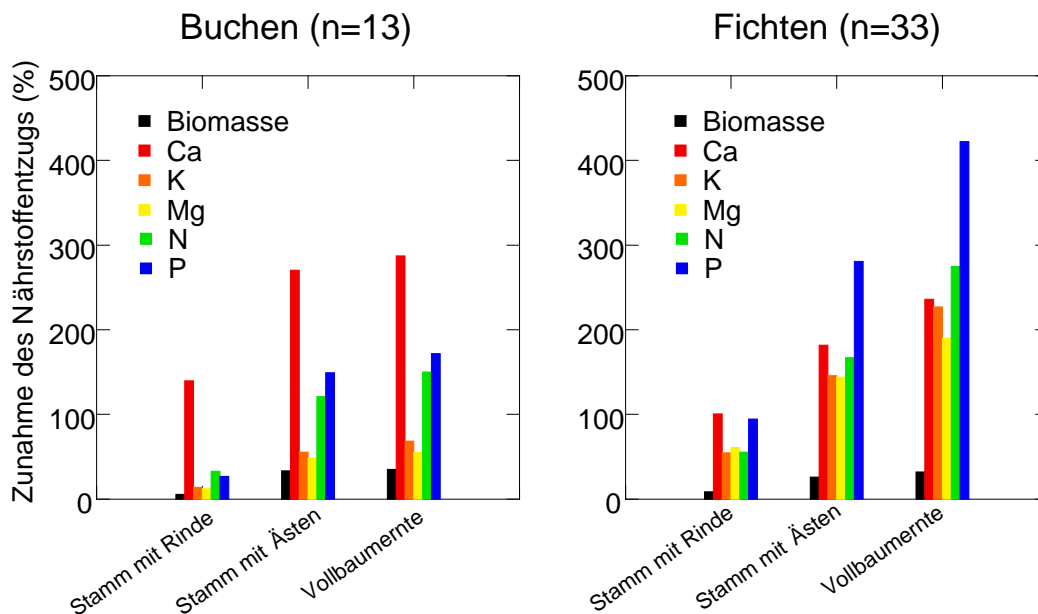 Buchen (n=13)
Zunahme des Nährstoffentzugs (%)
500
400
300
200
100
0
Biomasse
Ca
K
Mg
N
P
Stamm mit Rinde
Stamm mit Ästen
Vollbaumernte
Fichten (n=33)
500
400
300
200
100
0
Biomasse
Ca
K
Mg
N
P
Stamm mit Rinde
Stamm mit Ästen
Vollbaumernte